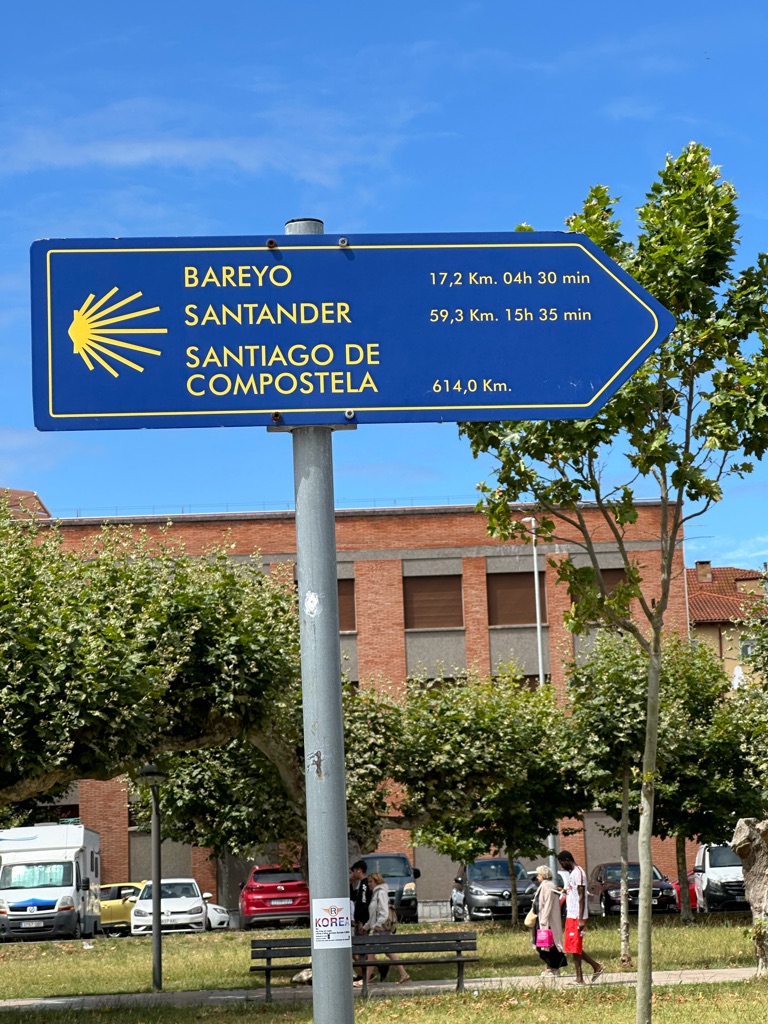 BAREYO 17,2 Km. 04h 30 min
SANTANDER 59,3 Km. 15h 35 min
SANTIAGO DE
COMPOSTELA 614,0 Km.
KOREA